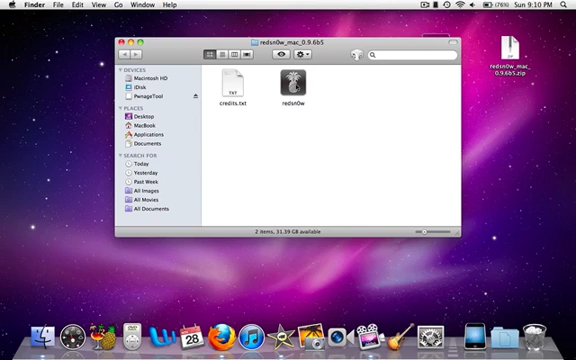 Finder File Edit View Go Window Help
Sun 9:10 PM
redsn0w_mac_0.9.6b5
redsn0w_mac_
0.9.6b5.zip
DEVICES
Macintosh HD
iDisk
PwnageTool
PLACES
Desktop
MacBook
Applications
Documents
SEARCH FOR
Today
Yesterday
Past Week
All Images
All Movies
All Documents
TXT
credits.txt
redsn0w
2 items, 31.39 GB available
ZIP
28